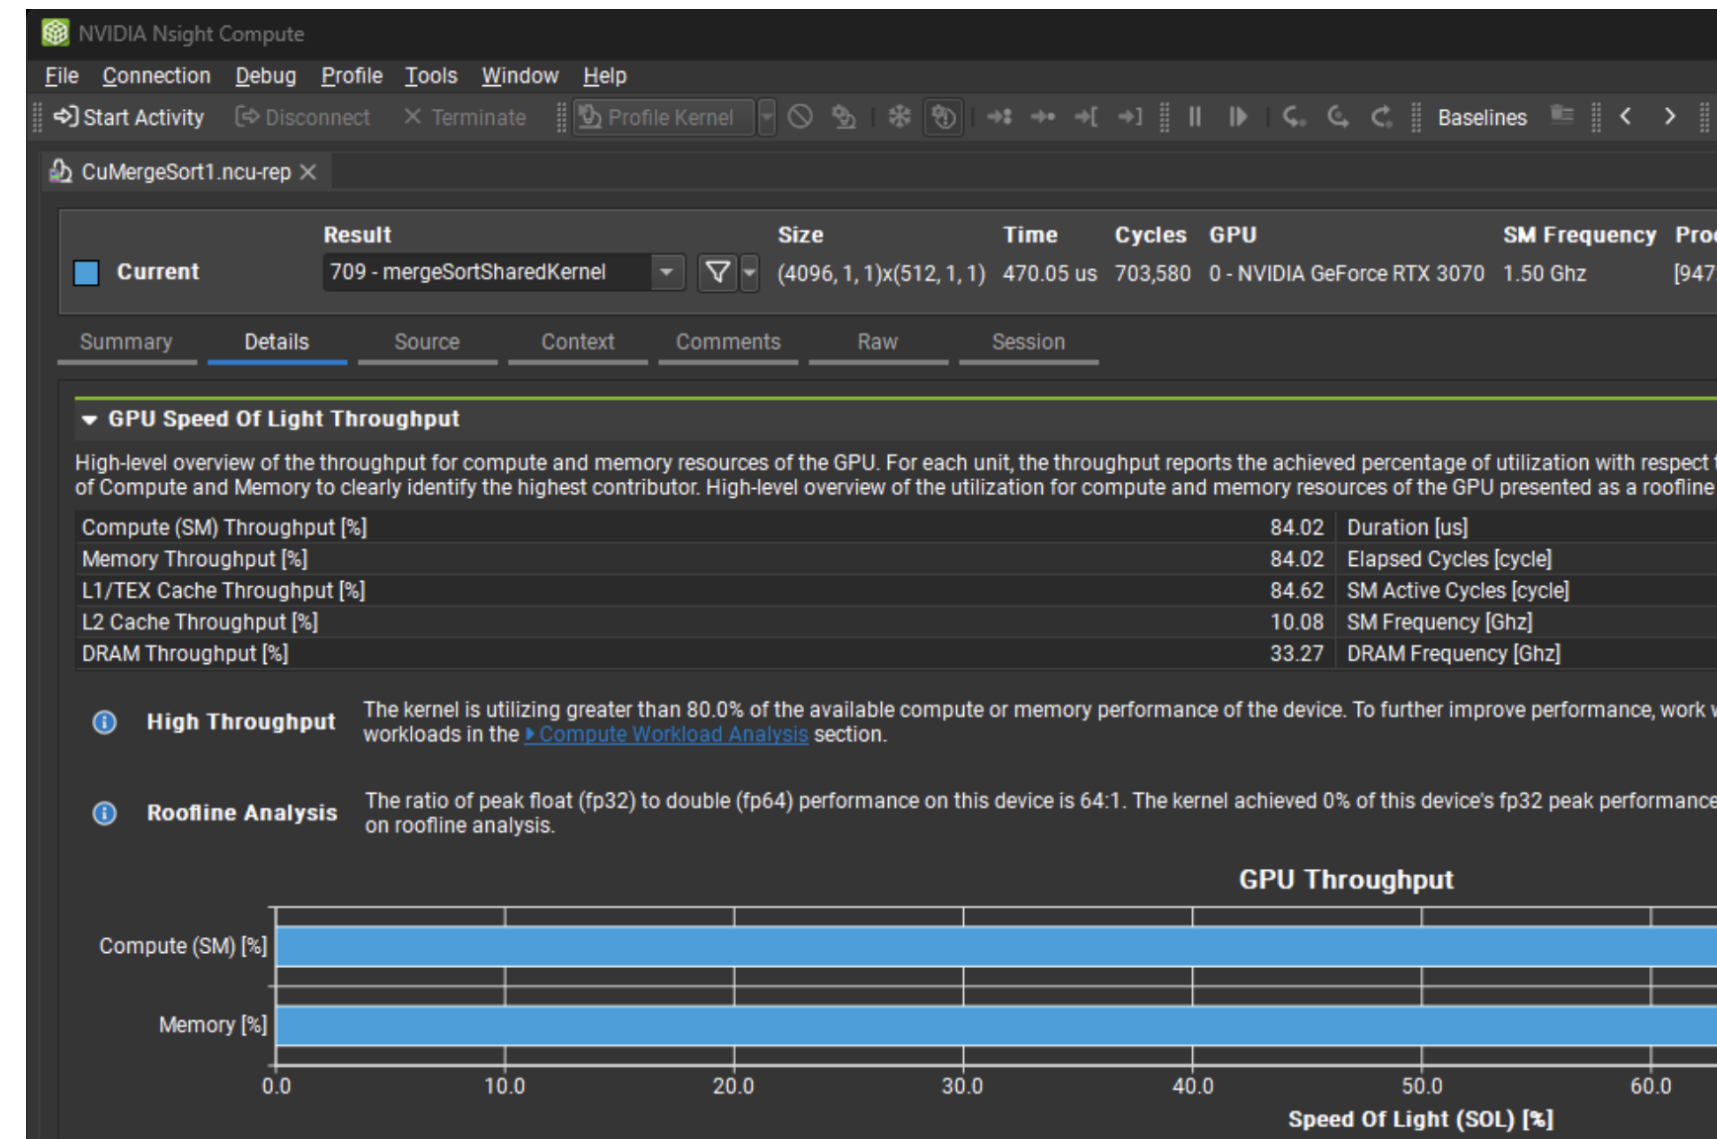 NVIDIA Nsight Compute
File Connection Debug Profile Tools Window Help
Start Activity Disconnect Terminate Profile Kernel Baselines
CuMergeSort1.ncu-rep
Result Size Time Cycles GPU SM Frequency
Current 709 - mergeSortSharedKernel (4096, 1, 1)x(512, 1, 1) 470.05 us 703,580 0 - NVIDIA GeForce RTX 3070 1.50 Ghz [947
Summary Details Source Context Comments Raw Session
GPU Speed Of Light Throughput
High-level overview of the throughput for compute and memory resources of the GPU. For each unit, the throughput reports the achieved percentage of utilization with respect
of Compute and Memory to clearly identify the highest contributor. High-level overview of the utilization for compute and memory resources of the GPU presented as a roofline
Compute (SM) Throughput [%] 84.02 Duration [us]
Memory Throughput [%] 84.02 Elapsed Cycles [cycle]
L1/TEX Cache Throughput [%] 84.62 SM Active Cycles [cycle]
L2 Cache Throughput [%] 10.08 SM Frequency [Ghz]
DRAM Throughput [%] 33.27 DRAM Frequency [Ghz]
High Throughput
The kernel is utilizing greater than 80.0% of the available compute or memory performance of the device. To further improve performance, work
workloads in the Compute Workload Analysis section.
Roofline Analysis
The ratio of peak float (fp32) to double (fp64) performance on this device is 64:1. The kernel achieved 0% of this device's fp32 peak performance
on roofline analysis.
GPU Throughput
Compute (SM) [%]
Memory [%]
0.0 10.0 20.0 30.0 40.0 50.0 60.0
Speed Of Light (SOL) [%]